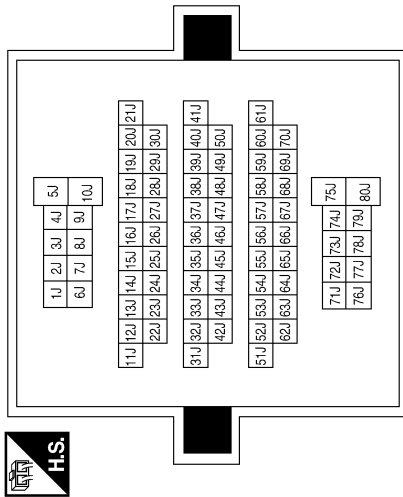 1J 2J 3J 4J 5J
6J 7J 8J 9J 10J
11J 12J 13J 14J 15J 16J 17J 18J 19J 20J 21J
22J 23J 24J 25J 26J 27J 28J 29J 30J
31J 32J 33J 34J 35J 36J 37J 38J 39J 40J 41J
42J 43J 44J 45J 46J 47J 48J 49J 50J
51J 52J 53J 54J 55J 56J 57J 58J 59J 60J 61J
62J 63J 64J 65J 66J 67J 68J 69J 70J
71J 72J 73J 74J 75J
76J 77J 78J 79J 80J
H.S.